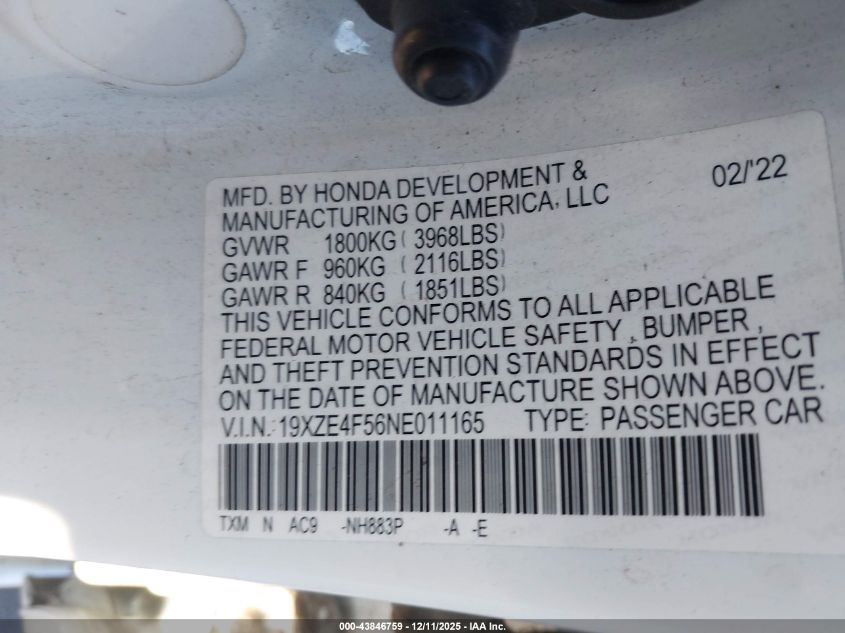 MFD. BY HONDA DEVELOPMENT & 02/'22
MANUFACTURING OF AMERICA, LLC
GVWR 1800KG ( 3968LBS)
GAWR F 960KG ( 2116LBS)
GAWR R 840KG ( 1851LBS)
THIS VEHICLE CONFORMS TO ALL APPLICABLE
FEDERAL MOTOR VEHICLE SAFETY , BUMPER ,
AND THEFT PREVENTION STANDARDS IN EFFECT
ON THE DATE OF MANUFACTURE SHOWN ABOVE.
V.I.N.: 19XZE4F56NE011165 TYPE: PASSENGER CAR
TXM N AC9 -NH883P -A -E
000-43846759 - 12/11/2025 - IAA Inc.